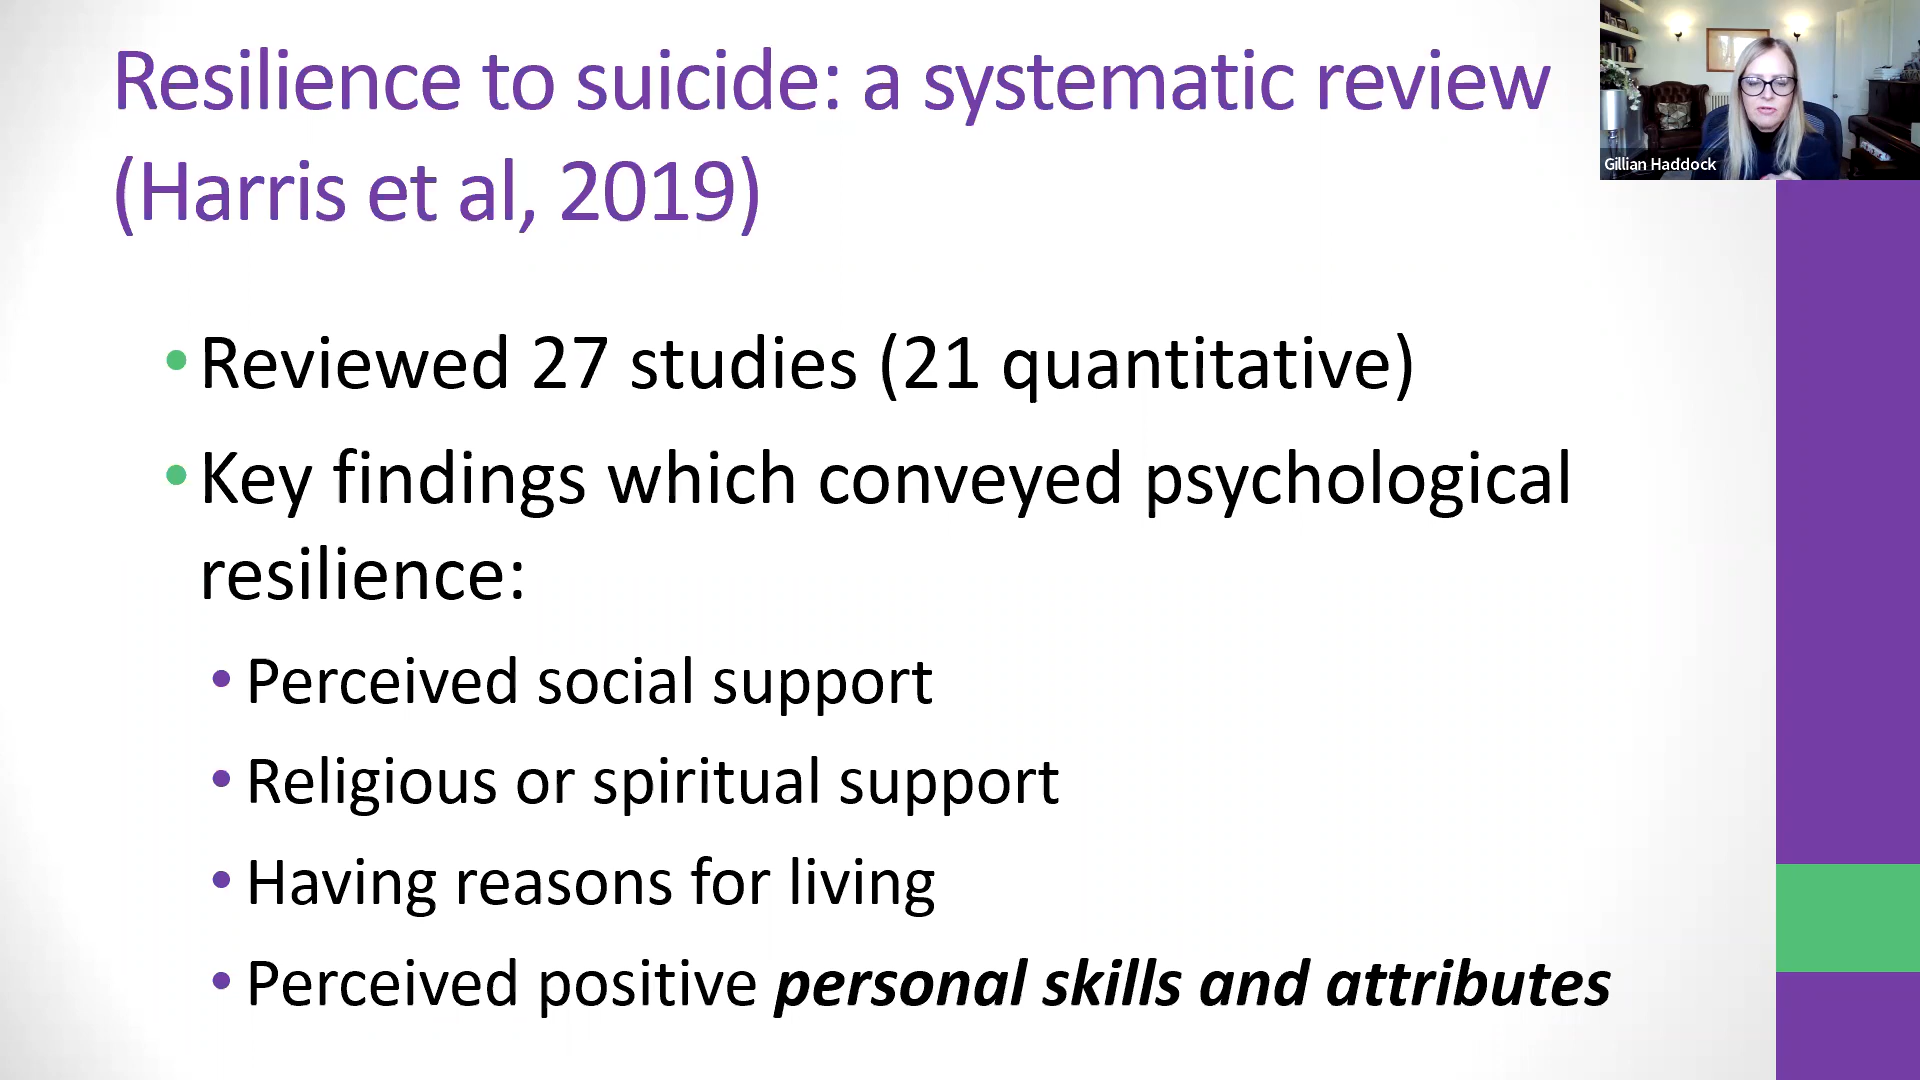 Resilience to suicide: a systematic review
(Harris et al, 2019)
Gillian Haddock
• Reviewed 27 studies (21 quantitative)
• Key findings which conveyed psychological
resilience:
• Perceived social support
• Religious or spiritual support
• Having reasons for living
• Perceived positive personal skills and attributes